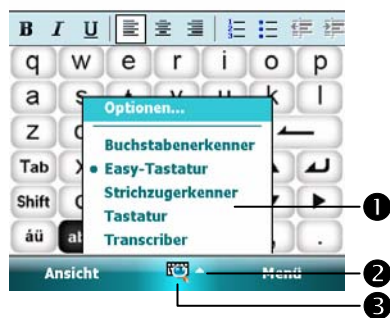 B I U
q w e r i o p
a l
z
Optionen...
Buchstabenerkenner
Tab • Easy-Tastatur
Strichzugerkenner
Shift Tastatur
áü Transcriber .
Ansicht Menü
1
2
3